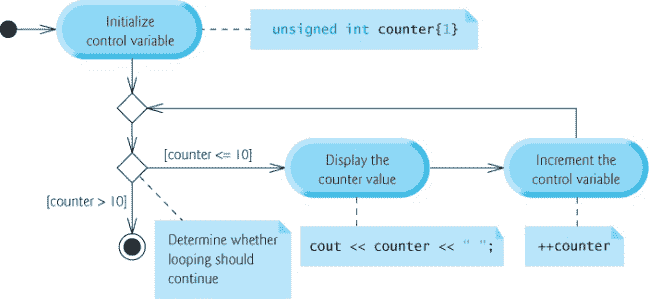 Initialize
control variable
unsigned int counter{1}
[counter <= 10]
Display the
counter value
Increment the
control variable
[counter > 10]
Determine whether
looping should
continue
cout << counter << " ";
++counter